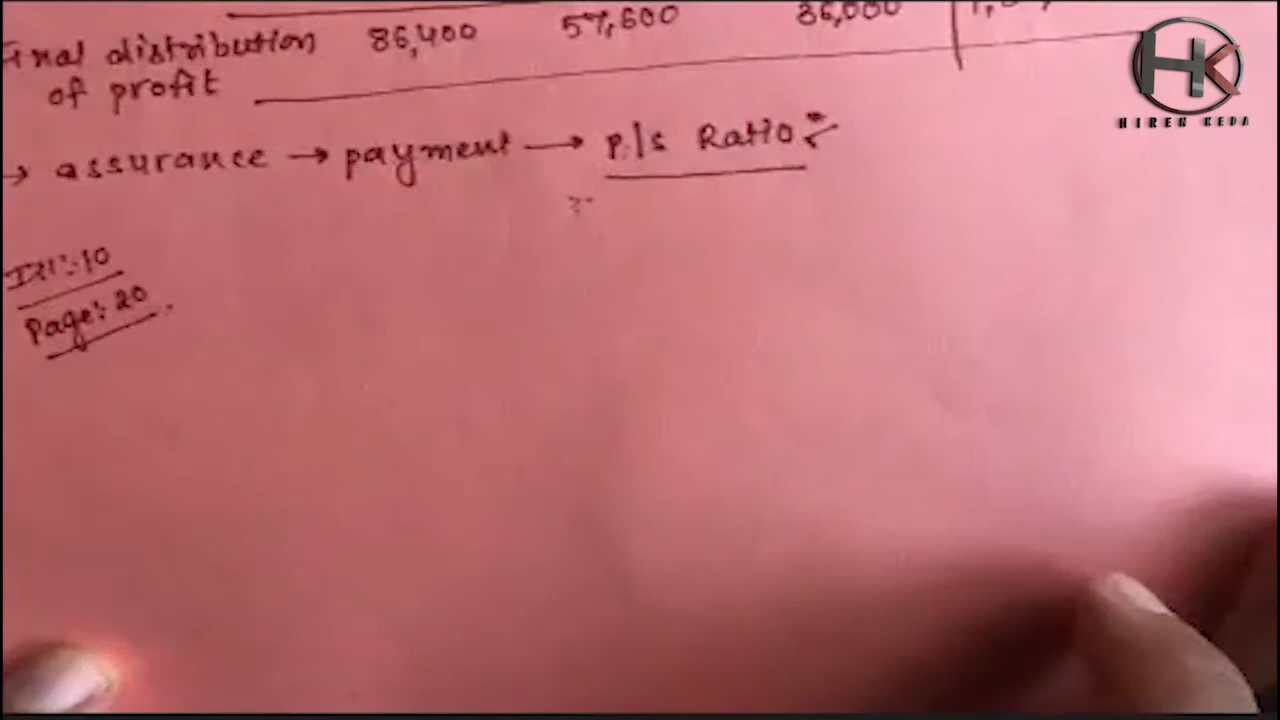 Final distribution 86,400 57,600 36,000
of profit
→ assurance → payment → P/s Ratio
Ill:-10
Page:-20
HK
HIREN KEDA